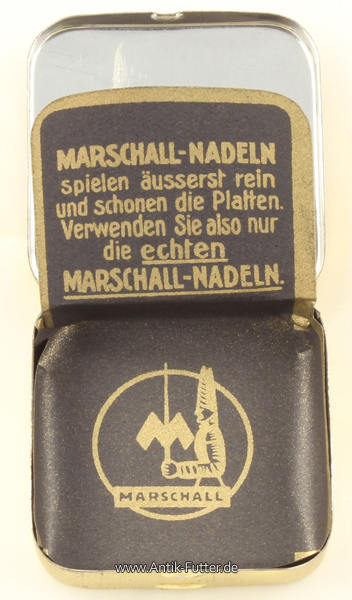 MARSCHALL-NADELN
spielen äusserst rein
und schonen die Platten.
Verwenden Sie also nur
die echten
MARSCHALL-NADELN.
M
MARSCHALL
www.Antik-Futter.de